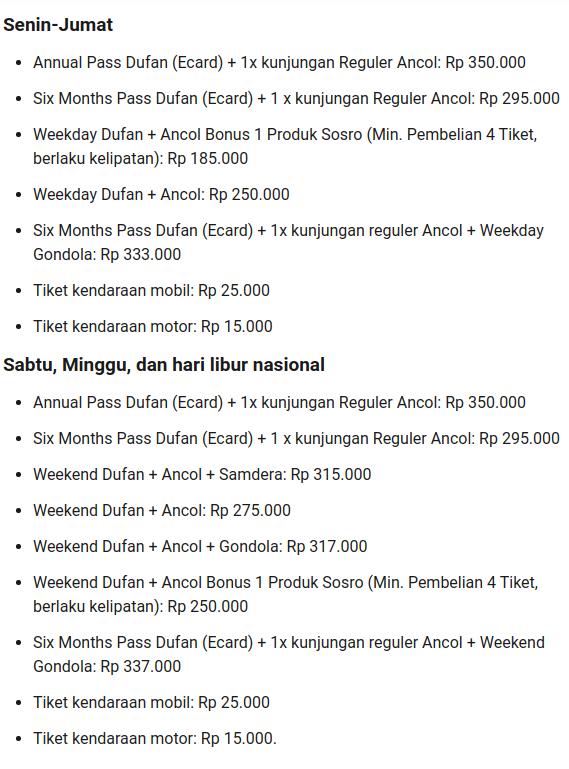 Senin-Jumat
• Annual Pass Dufan (Ecard) + 1x kunjungan Reguler Ancol: Rp 350.000
• Six Months Pass Dufan (Ecard) + 1 x kunjungan Reguler Ancol: Rp 295.000
• Weekday Dufan + Ancol Bonus 1 Produk Sosro (Min. Pembelian 4 Tiket,
berlaku kelipatan): Rp 185.000
• Weekday Dufan + Ancol: Rp 250.000
• Six Months Pass Dufan (Ecard) + 1x kunjungan reguler Ancol + Weekday
Gondola: Rp 333.000
• Tiket kendaraan mobil: Rp 25.000
• Tiket kendaraan motor: Rp 15.000
Sabtu, Minggu, dan hari libur nasional
• Annual Pass Dufan (Ecard) + 1x kunjungan Reguler Ancol: Rp 350.000
• Six Months Pass Dufan (Ecard) + 1 x kunjungan Reguler Ancol: Rp 295.000
• Weekend Dufan + Ancol + Samdera: Rp 315.000
• Weekend Dufan + Ancol: Rp 275.000
• Weekend Dufan + Ancol + Gondola: Rp 317.000
• Weekend Dufan + Ancol Bonus 1 Produk Sosro (Min. Pembelian 4 Tiket,
berlaku kelipatan): Rp 250.000
• Six Months Pass Dufan (Ecard) + 1x kunjungan reguler Ancol + Weekend
Gondola: Rp 337.000
• Tiket kendaraan mobil: Rp 25.000
• Tiket kendaraan motor: Rp 15.000.